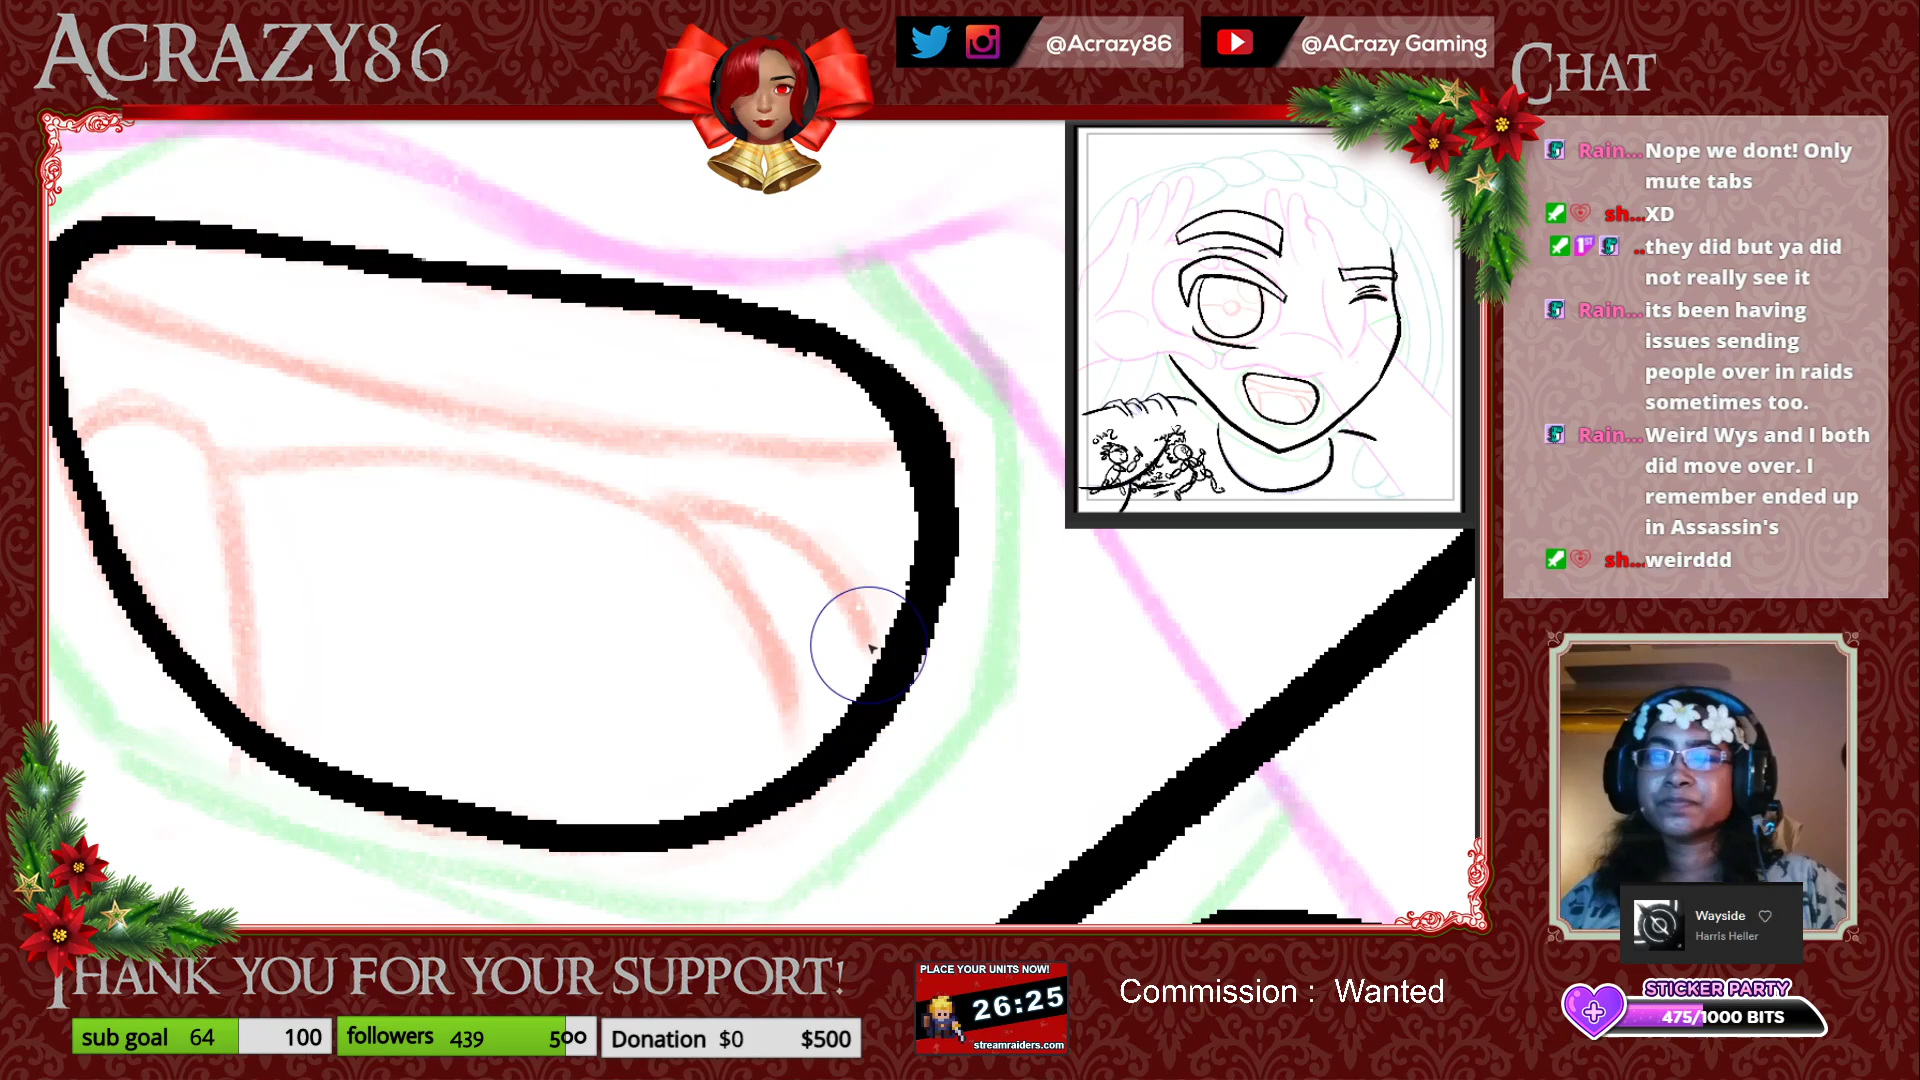 ACRAZY86
@Acrazy86
@ACrazy Gaming
CHAT
Rain...Nope we dont! Only
mute tabs
sh...XD
1ST ..they did but ya did
not really see it
Rain...its been having
issues sending
people over in raids
sometimes too.
Rain...Weird Wys and I both
did move over. I
remember ended up
in Assassin's
sh...weirddd
Wayside
Harris Heller
THANK YOU FOR YOUR SUPPORT!
sub goal 64 100
followers 439 500
Donation $0 $500
PLACE YOUR UNITS NOW!
26:25
streamraiders.com
Commission : Wanted
STICKER PARTY
475/1000 BITS